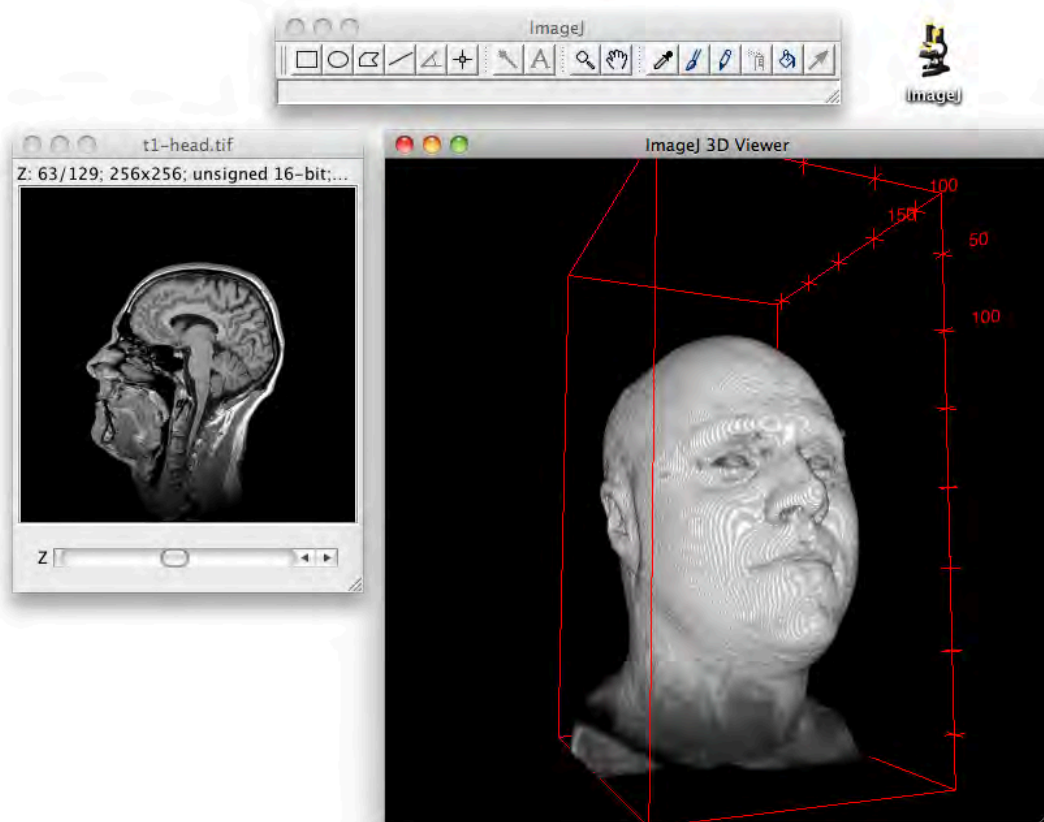 ImageJ
A
ImageJ
t1-head.tif
Z: 63/129; 256x256; unsigned 16-bit;...
Z
ImageJ 3D Viewer
100
150
50
100